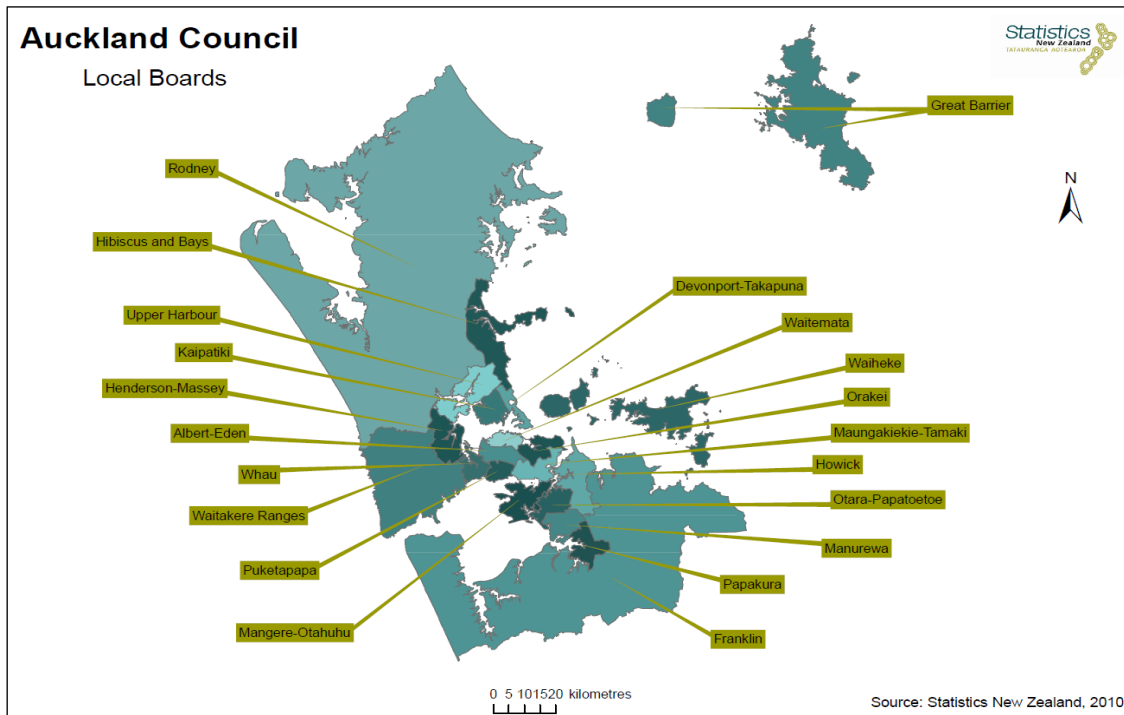 Auckland Council
Local Boards
Statistics
New Zealand
TATAURANGA AOTEAROA
Great Barrier
N
Rodney
Hibiscus and Bays
Upper Harbour
Kaipatiki
Henderson-Massey
Albert-Eden
Whau
Waitakere Ranges
Puketapapa
Mangere-Otahuhu
Devonport-Takapuna
Waitemata
Waiheke
Orakei
Maungakiekie-Tamaki
Howick
Otara-Papatoetoe
Manurewa
Papakura
Franklin
0 5 101520 kilometres
Source: Statistics New Zealand, 2010